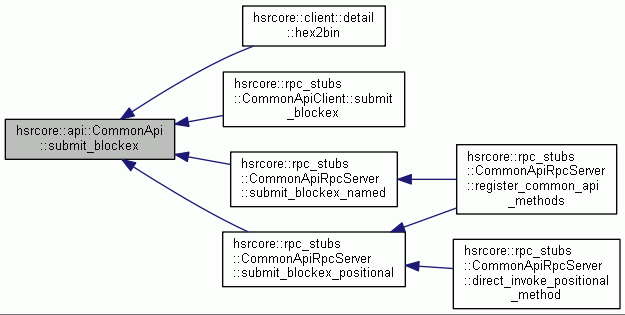 hsrcore::client::detail
::hex2bin
hsrcore::rpc_stubs
::CommonApiClient::submit
_blockex
hsrcore::api::CommonApi
::submit_blockex
hsrcore::rpc_stubs
::CommonApiRpcServer
::submit_blockex_named
hsrcore::rpc_stubs
::CommonApiRpcServer
::register_common_api
_methods
hsrcore::rpc_stubs
::CommonApiRpcServer
::submit_blockex_positional
hsrcore::rpc_stubs
::CommonApiRpcServer
::direct_invoke_positional
_method